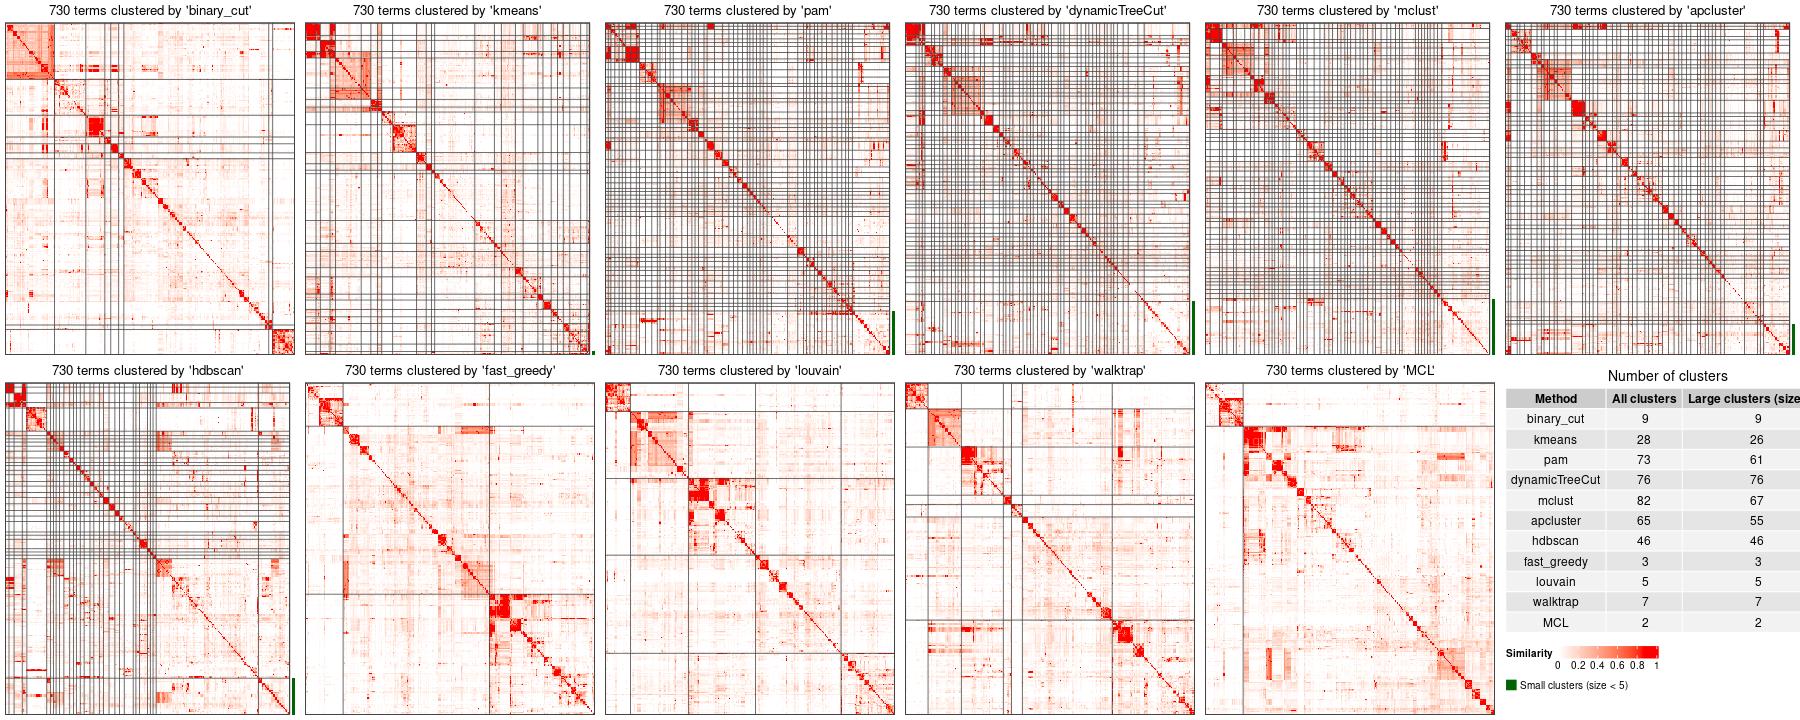 730 terms clustered by 'binary_cut'
730 terms clustered by 'kmeans'
730 terms clustered by 'pam'
730 terms clustered by 'dynamicTreeCut'
730 terms clustered by 'mclust'
730 terms clustered by 'apcluster'
730 terms clustered by 'hdbscan'
730 terms clustered by 'fast_greedy'
730 terms clustered by 'louvain'
730 terms clustered by 'walktrap'
730 terms clustered by 'MCL'
Number of clusters
Method All clusters Large clusters (size
binary_cut 9 9
kmeans 28 26
pam 73 61
dynamicTreeCut 76 76
mclust 82 67
apcluster 65 55
hdbscan 46 46
fast_greedy 3 3
louvain 5 5
walktrap 7 7
MCL 2 2
Similarity
0 0.2 0.4 0.6 0.8 1
Small clusters (size < 5)